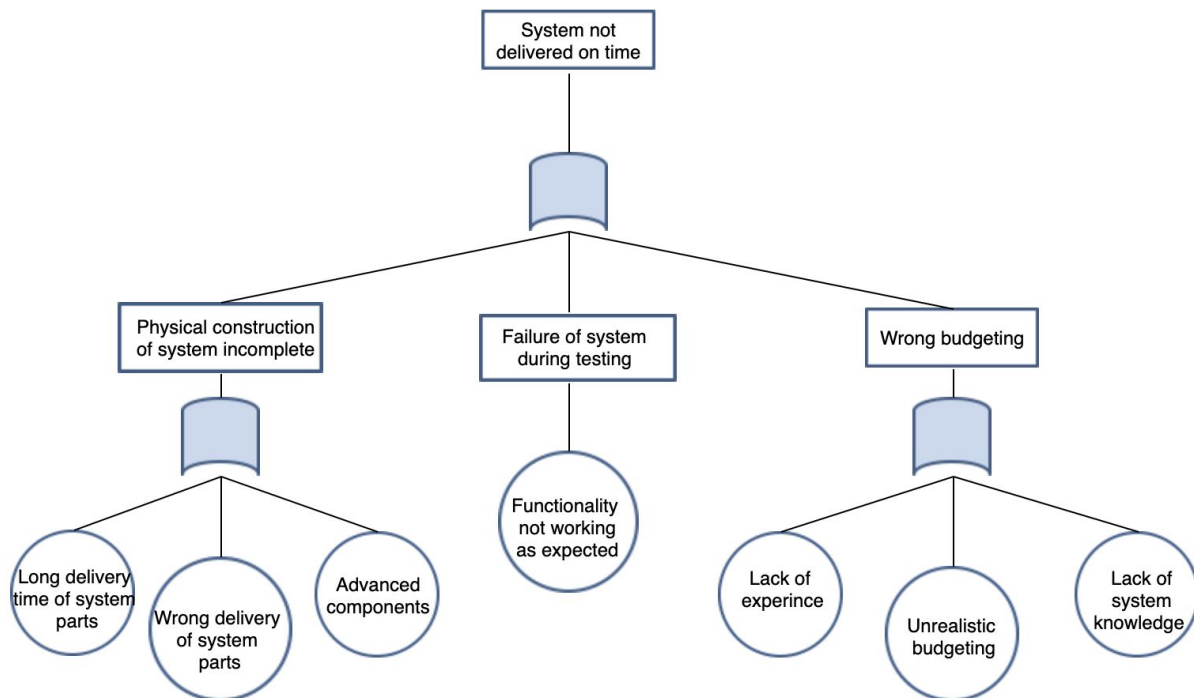 System not
delivered on time
Physical construction
of system incomplete
Failure of system
during testing
Wrong budgeting
Long delivery
time of system
parts
Wrong delivery
of system
parts
Advanced
components
Functionality
not working
as expected
Lack of
experince
Unrealistic
budgeting
Lack of
system
knowledge